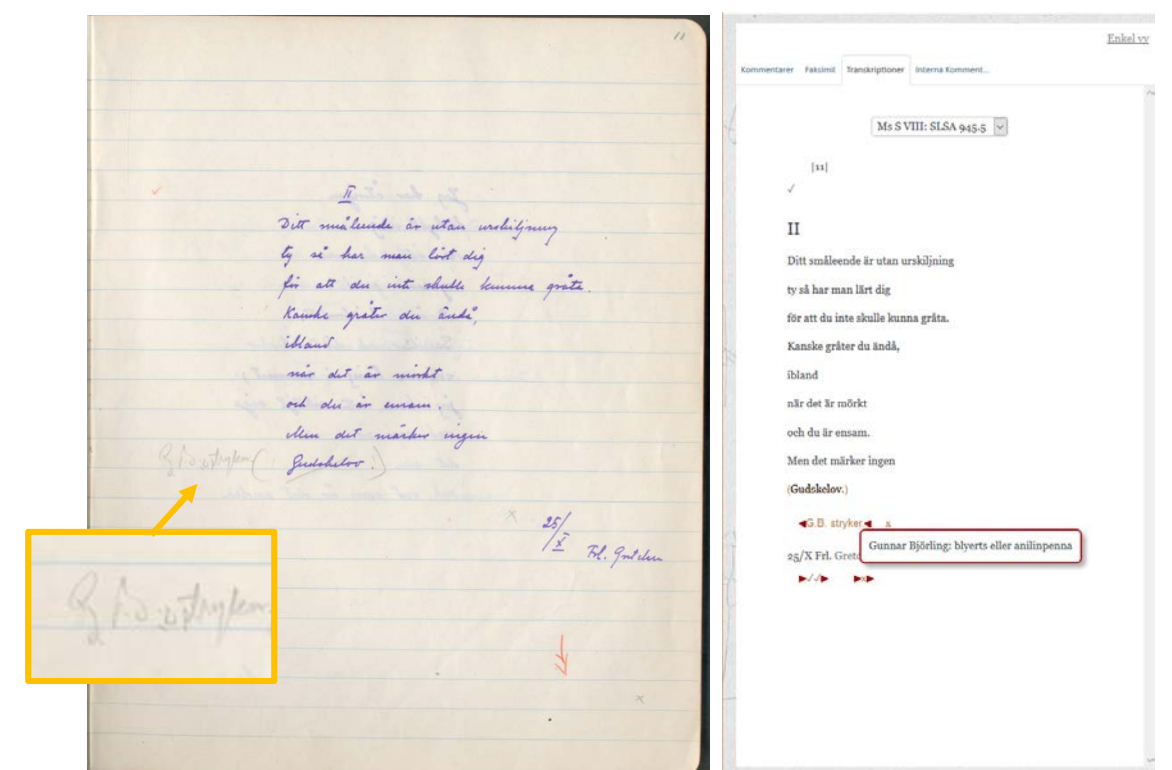 11
II
Ditt småleende är utan urskiljning
ty så har man lärt dig
för att du inte skulle kunna gråta.
Kanske gråter du ändå,
ibland
när det är mörkt
och du är ensam.
Men det märker ingen
G.B. stryker (Gudskelov.)
x
25/X Frl. Gretchen
x
G.B. stryker
Enkel vy
Kommentarer Faksimil Transkriptioner Interna Komment...
Ms S VIII: SLSA 945.5
|11|
✓
II
Ditt småleende är utan urskiljning
ty så har man lärt dig
för att du inte skulle kunna gråta.
Kanske gråter du ändå,
ibland
när det är mörkt
och du är ensam.
Men det märker ingen
(Gudskelov.)
◄G.B. stryker◄ x
Gunnar Björling: blyerts eller anilinpenna
25/X Frl. Gretc
►√√► ►x►